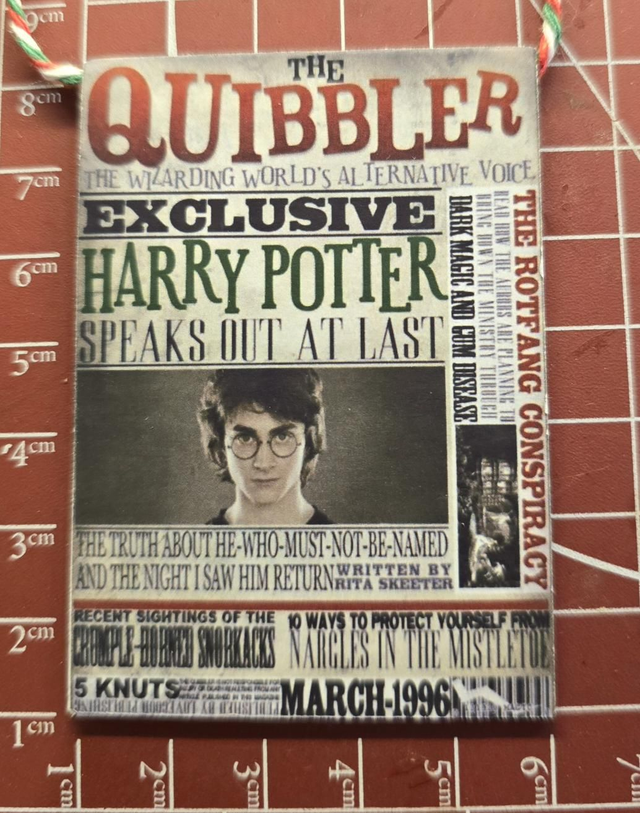 9cm
8cm
7cm
6cm
5cm
4cm
3cm
2cm
1cm
THE
QUIBBLER
THE WIZARDING WORLD'S ALTERNATIVE VOICE
EXCLUSIVE
HARRY POTTER
SPEAKS OUT AT LAST
THE ROTFANG CONSPIRACY
READ HOW THE AURORS ARE PLANNING TO
BRING DOWN THE MINISTRY THROUGH
DARK MAGIC AND GUM DISEASE
THE TRUTH ABOUT HE-WHO-MUST-NOT-BE-NAMED
AND THE NIGHT I SAW HIM RETURN
WRITTEN BY
RITA SKEETER
RECENT SIGHTINGS OF THE
CRUMPLE-HORNED SNORKACKS
10 WAYS TO PROTECT YOURSELF FROM
NARGLES IN THE MISTLETOE
5 KNUTS
MARCH-1996
1cm
2cm
3cm
4cm
5cm
6cm